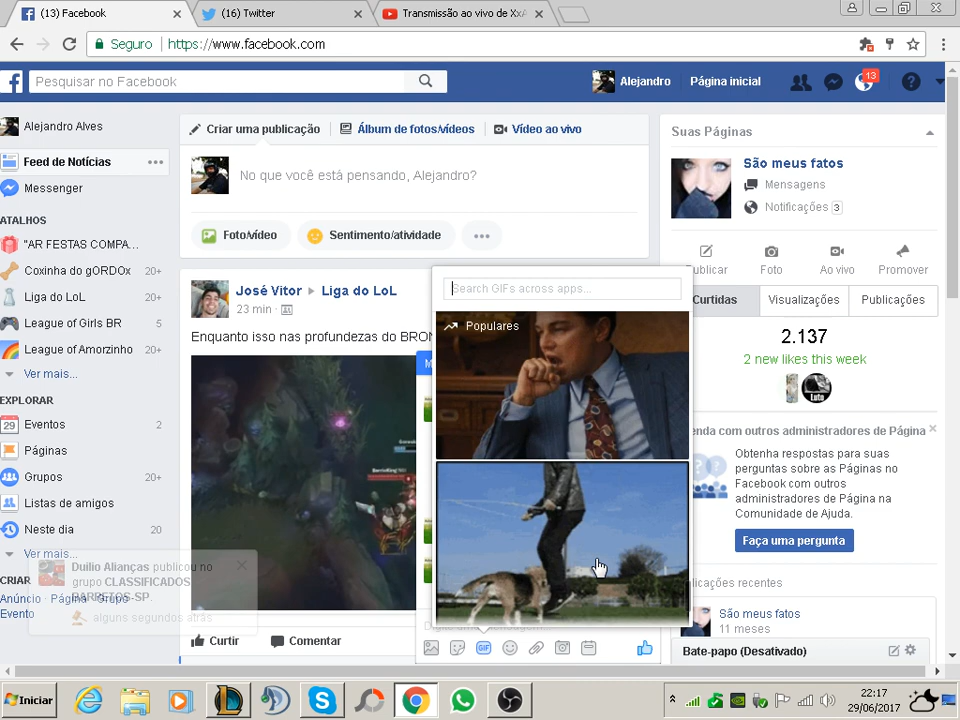 (13) Facebook
(16) Twitter
Transmissão ao vivo de XxA
Seguro
https://www.facebook.com
Pesquisar no Facebook
Alejandro
Página inicial
13
Alejandro Alves
Feed de Notícias
Messenger
ATALHOS
"AR FESTAS COMPA...
Coxinha do gORDOx 20+
Liga do LoL 20+
League of Girls BR 5
League of Amorzinho 20+
Ver mais...
EXPLORAR
29 Eventos 2
Páginas
Grupos 20+
Listas de amigos
Neste dia 20
Ver mais...
CRIAR
Anúncio · Página · Grupo
Evento
Duilio Alianças publicou no
grupo CLASSIFICADOS
BARRETOS-SP.
alguns segundos atrás
Criar uma publicação
Álbum de fotos/vídeos
Vídeo ao vivo
No que você está pensando, Alejandro?
Foto/vídeo
Sentimento/atividade
José Vitor
Liga do LoL
23 min
Enquanto isso nas profundezas do BRON
Curtir
Comentar
Search GIFs across apps...
Populares
GIF
Suas Páginas
São meus fatos
Mensagens
Notificações 3
Publicar
Foto
Ao vivo
Promover
Curtidas
Visualizações
Publicações
2.137
2 new likes this week
Luto
enda com outros administradores de Página
Obtenha respostas para suas
perguntas sobre as Páginas no
Facebook com outros
administradores de Página na
Comunidade de Ajuda.
Faça uma pergunta
licações recentes
São meus fatos
11 meses
Bate-papo (Desativado)
Iniciar
22:17
29/06/2017